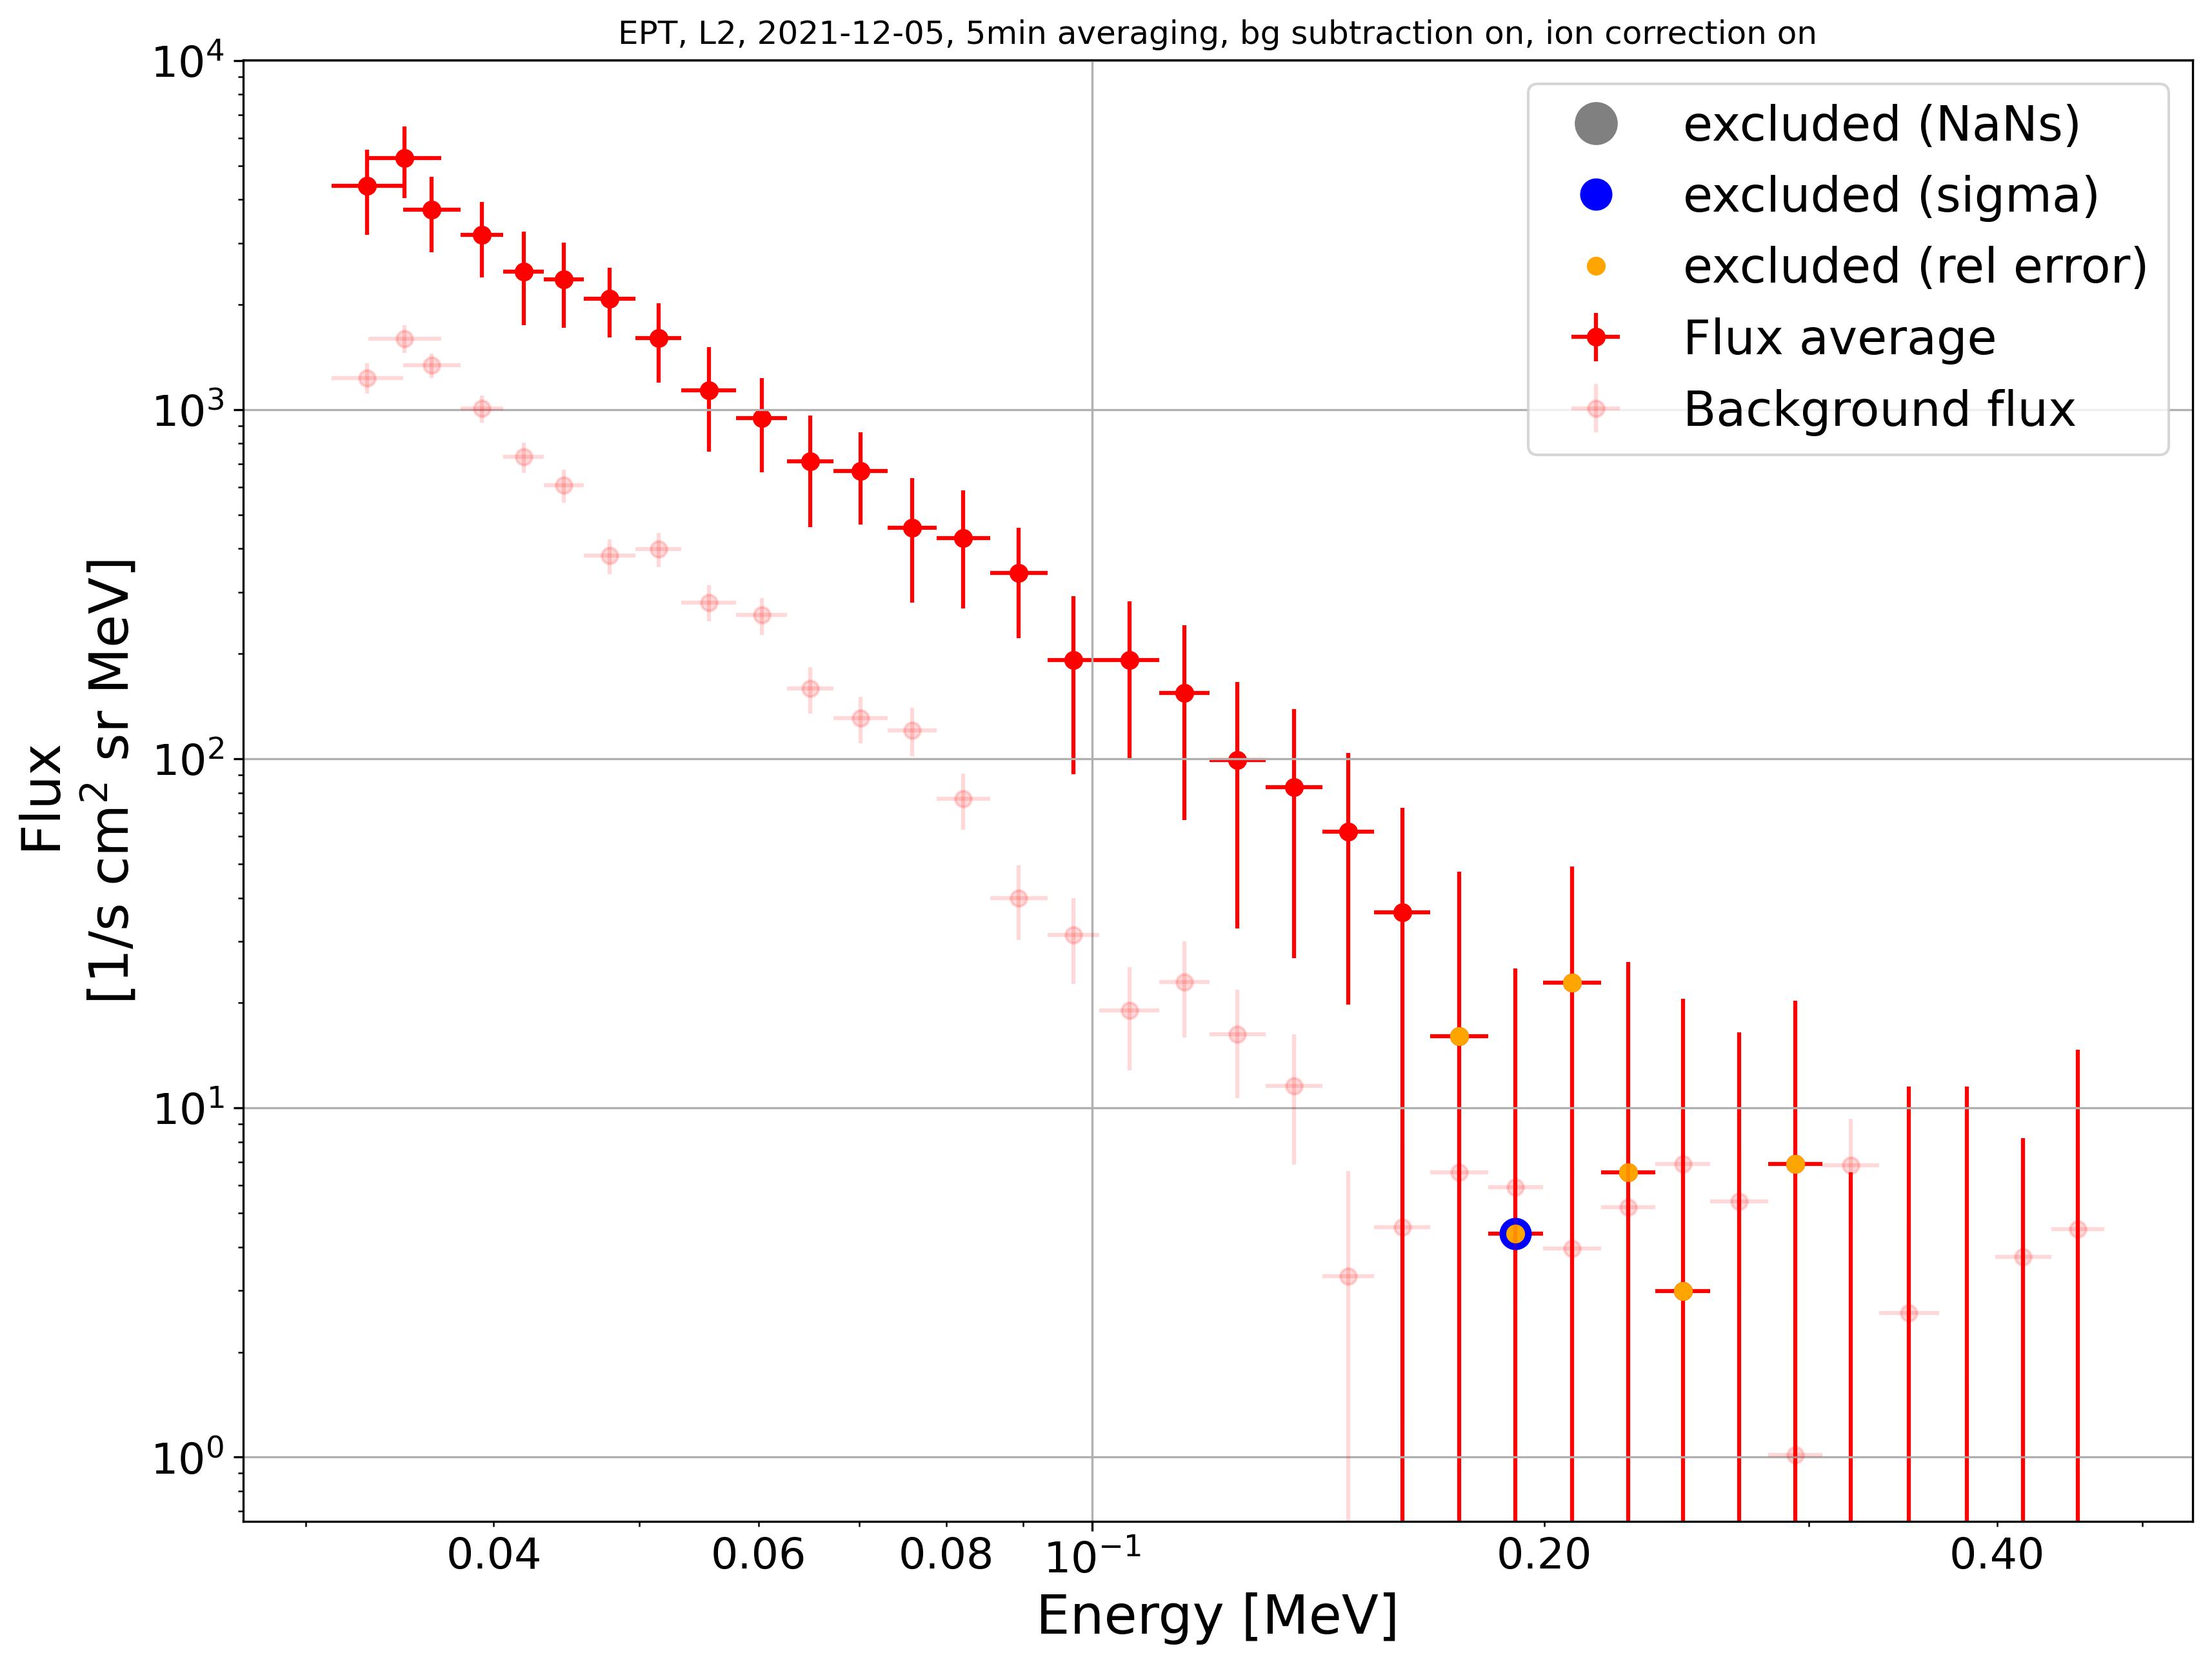 EPT, L2, 2021-12-05, 5min averaging, bg subtraction on, ion correction on
10⁴
10³
10²
10¹
10⁰
Flux
[1/s cm² sr MeV]
excluded (NaNs)
excluded (sigma)
excluded (rel error)
Flux average
Background flux
0.04 0.06 0.08 10⁻¹ 0.20 0.40
Energy [MeV]